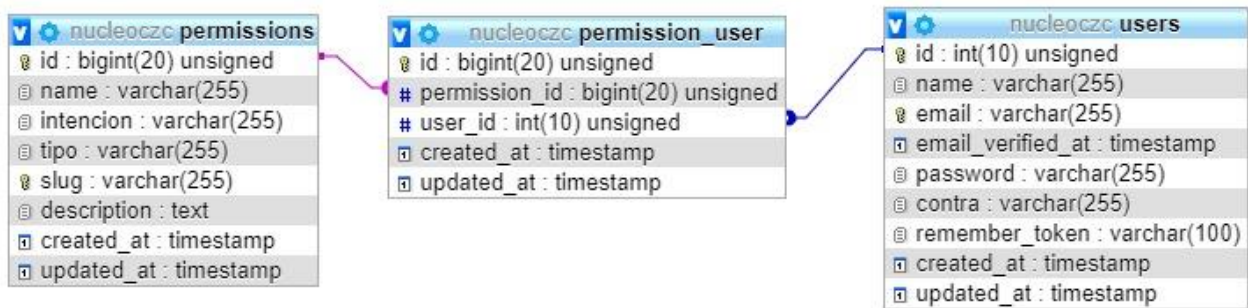 nucleoczc permissions
id : bigint(20) unsigned
name : varchar(255)
intencion : varchar(255)
tipo : varchar(255)
slug : varchar(255)
description : text
created_at : timestamp
updated_at : timestamp
nucleoczc permission_user
id : bigint(20) unsigned
# permission_id : bigint(20) unsigned
# user_id : int(10) unsigned
created_at : timestamp
updated_at : timestamp
nucleoczc users
id : int(10) unsigned
name : varchar(255)
email : varchar(255)
email_verified_at : timestamp
password : varchar(255)
contra : varchar(255)
remember_token : varchar(100)
created_at : timestamp
updated_at : timestamp